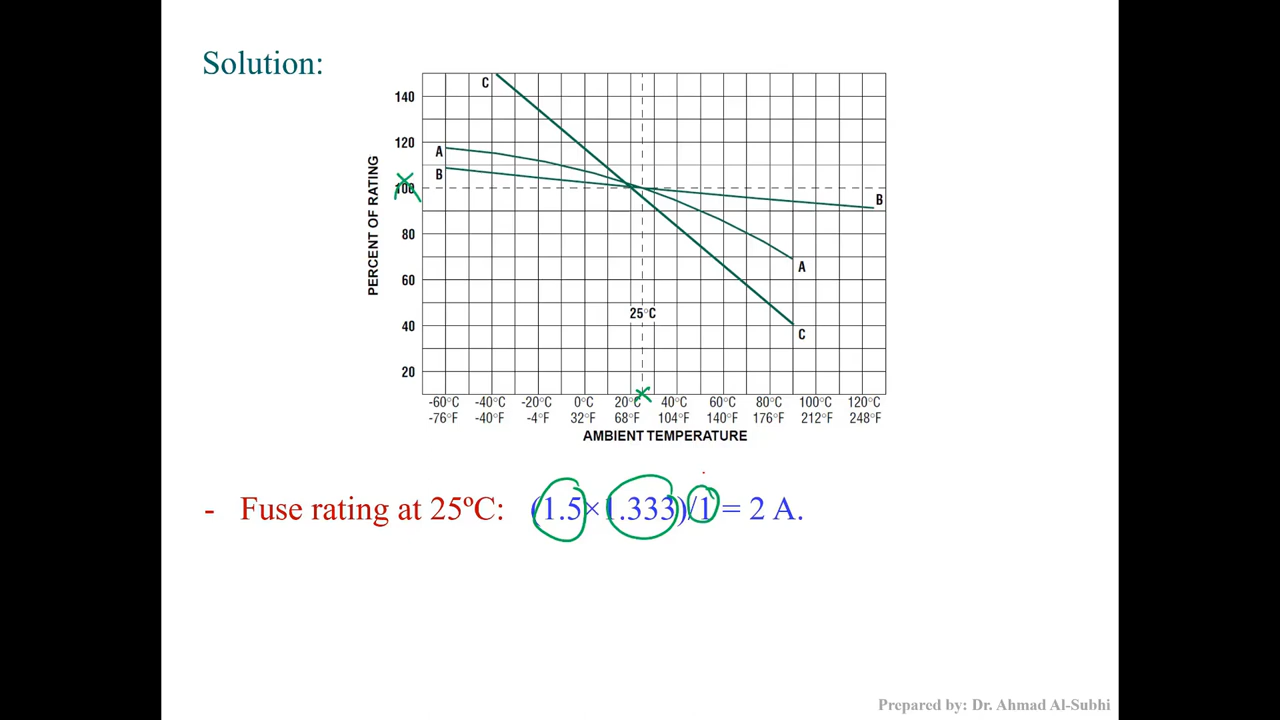 Solution:
C
140
120
A
B
100
B
PERCENT OF RATING
80
A
60
25°C
40
C
20
-60°C -40°C -20°C 0°C 20°C 40°C 60°C 80°C 100°C 120°C
-76°F -40°F -4°F 32°F 68°F 104°F 140°F 176°F 212°F 248°F
AMBIENT TEMPERATURE
- Fuse rating at 25ºC: (1.5×1.333)/1 = 2 A.
Prepared by: Dr. Ahmad Al-Subhi